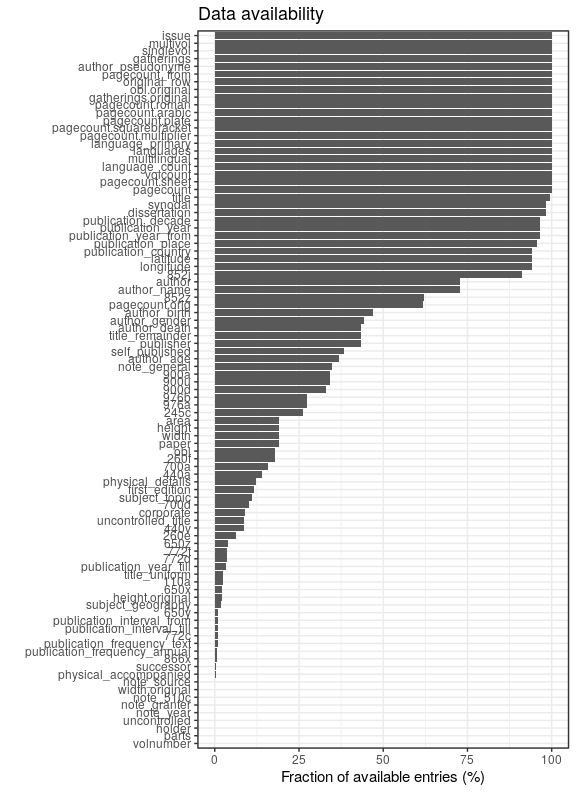 Data availability
issue
multivol
singlevol
gatherings
author_pseudonyme
pagecount_from
original_row
obl.original
gatherings.original
pagecount.roman
pagecount.arabic
pagecount.plate
pagecount.squarebracket
pagecount.multiplier
language_primary
languages
multilingual
language_count
volcount
pagecount.sheet
pagecount
title
synodal
dissertation
publication_decade
publication_year
publication_year_from
publication_place
publication_country
latitude
longitude
852j
author
author_name
852z
pagecount.orig
author_birth
author_gender
author_death
title_remainder
publisher
self_published
author_age
note_general
900a
900u
900d
976b
976a
245c
area
height
width
paper
obl
260f
700a
440a
physical_details
first_edition
subject_topic
700d
corporate
uncontrolled_title
440v
260e
650z
772t
772d
publication_year_till
title_uniform
110a
650x
height.original
subject_geography
650y
publication_interval_from
publication_interval_till
772c
publication_frequency_text
publication_frequency_annual
866x
successor
physical_accomppanied
note_source
width.original
note_510c
note_granter
note_year
uncontrolled
holder
parts
volnumber
0 25 50 75 100
Fraction of available entries (%)